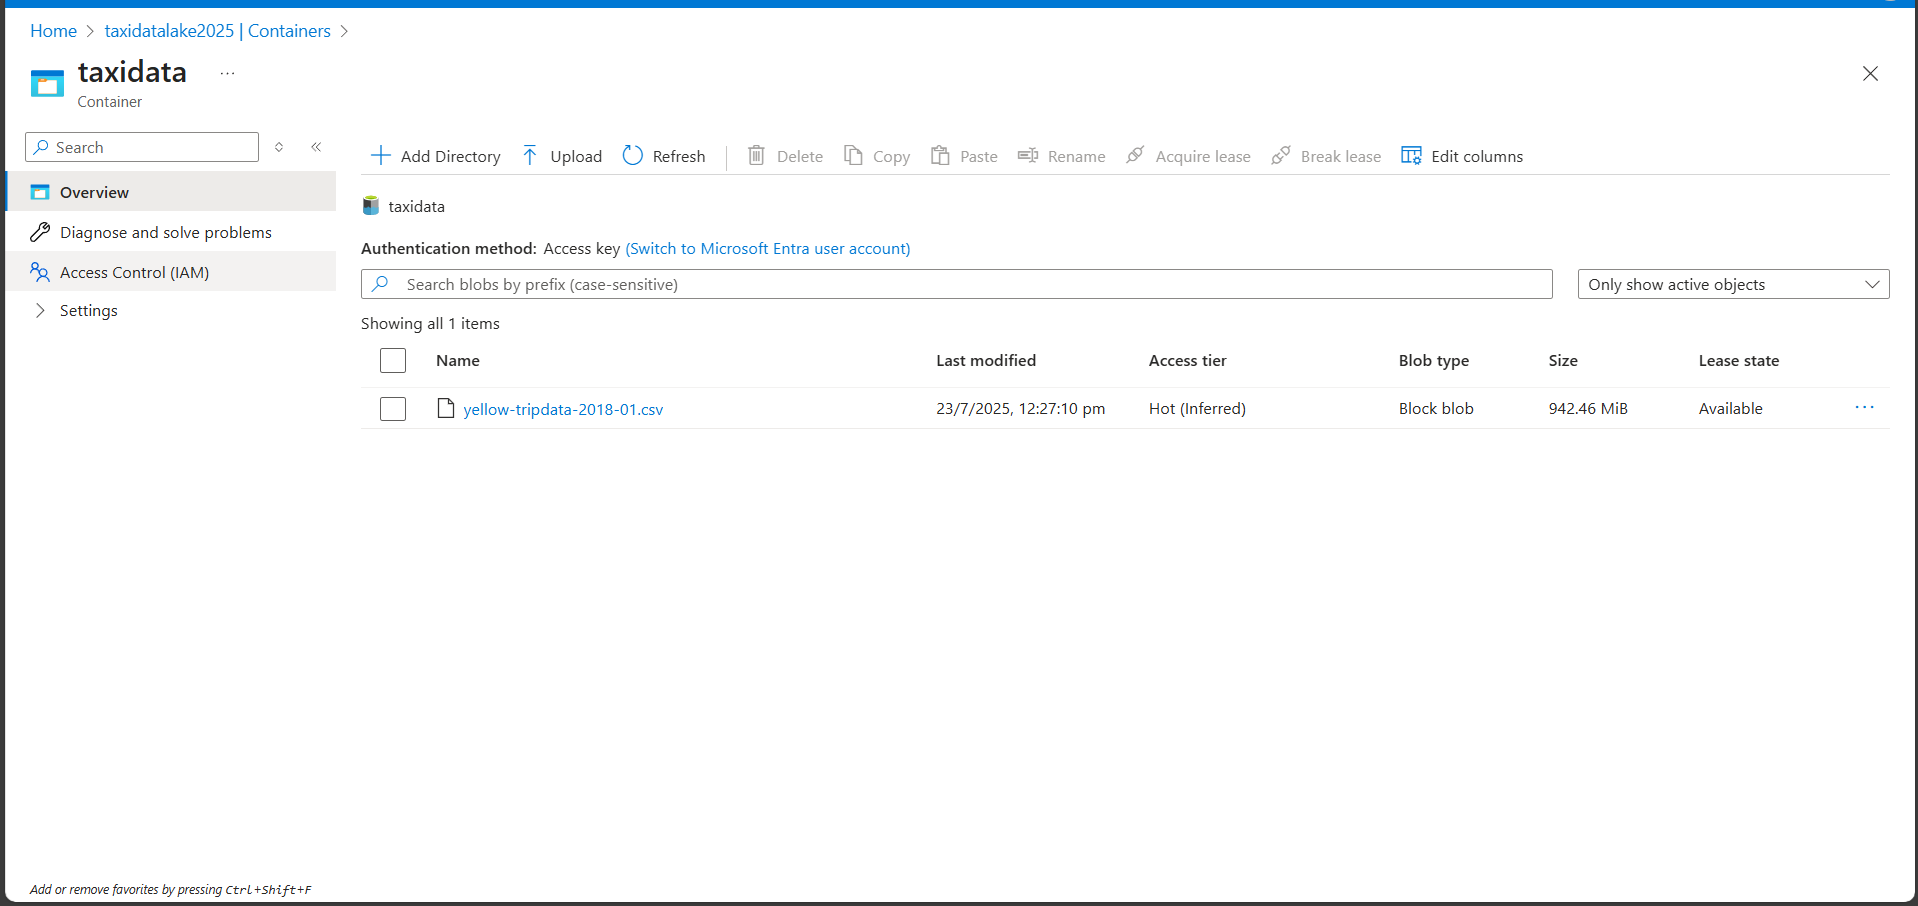 Home > taxidatalake2025 | Containers >
taxidata ...
Container
Search
Overview
Diagnose and solve problems
Access Control (IAM)
Settings
Add Directory Upload Refresh Delete Copy Paste Rename Acquire lease Break lease Edit columns
taxidata
Authentication method: Access key (Switch to Microsoft Entra user account)
Search blobs by prefix (case-sensitive) Only show active objects
Showing all 1 items
Name Last modified Access tier Blob type Size Lease state
yellow-tripdata-2018-01.csv 23/7/2025, 12:27:10 pm Hot (Inferred) Block blob 942.46 MiB Available ...
Add or remove favorites by pressing Ctrl+Shift+F